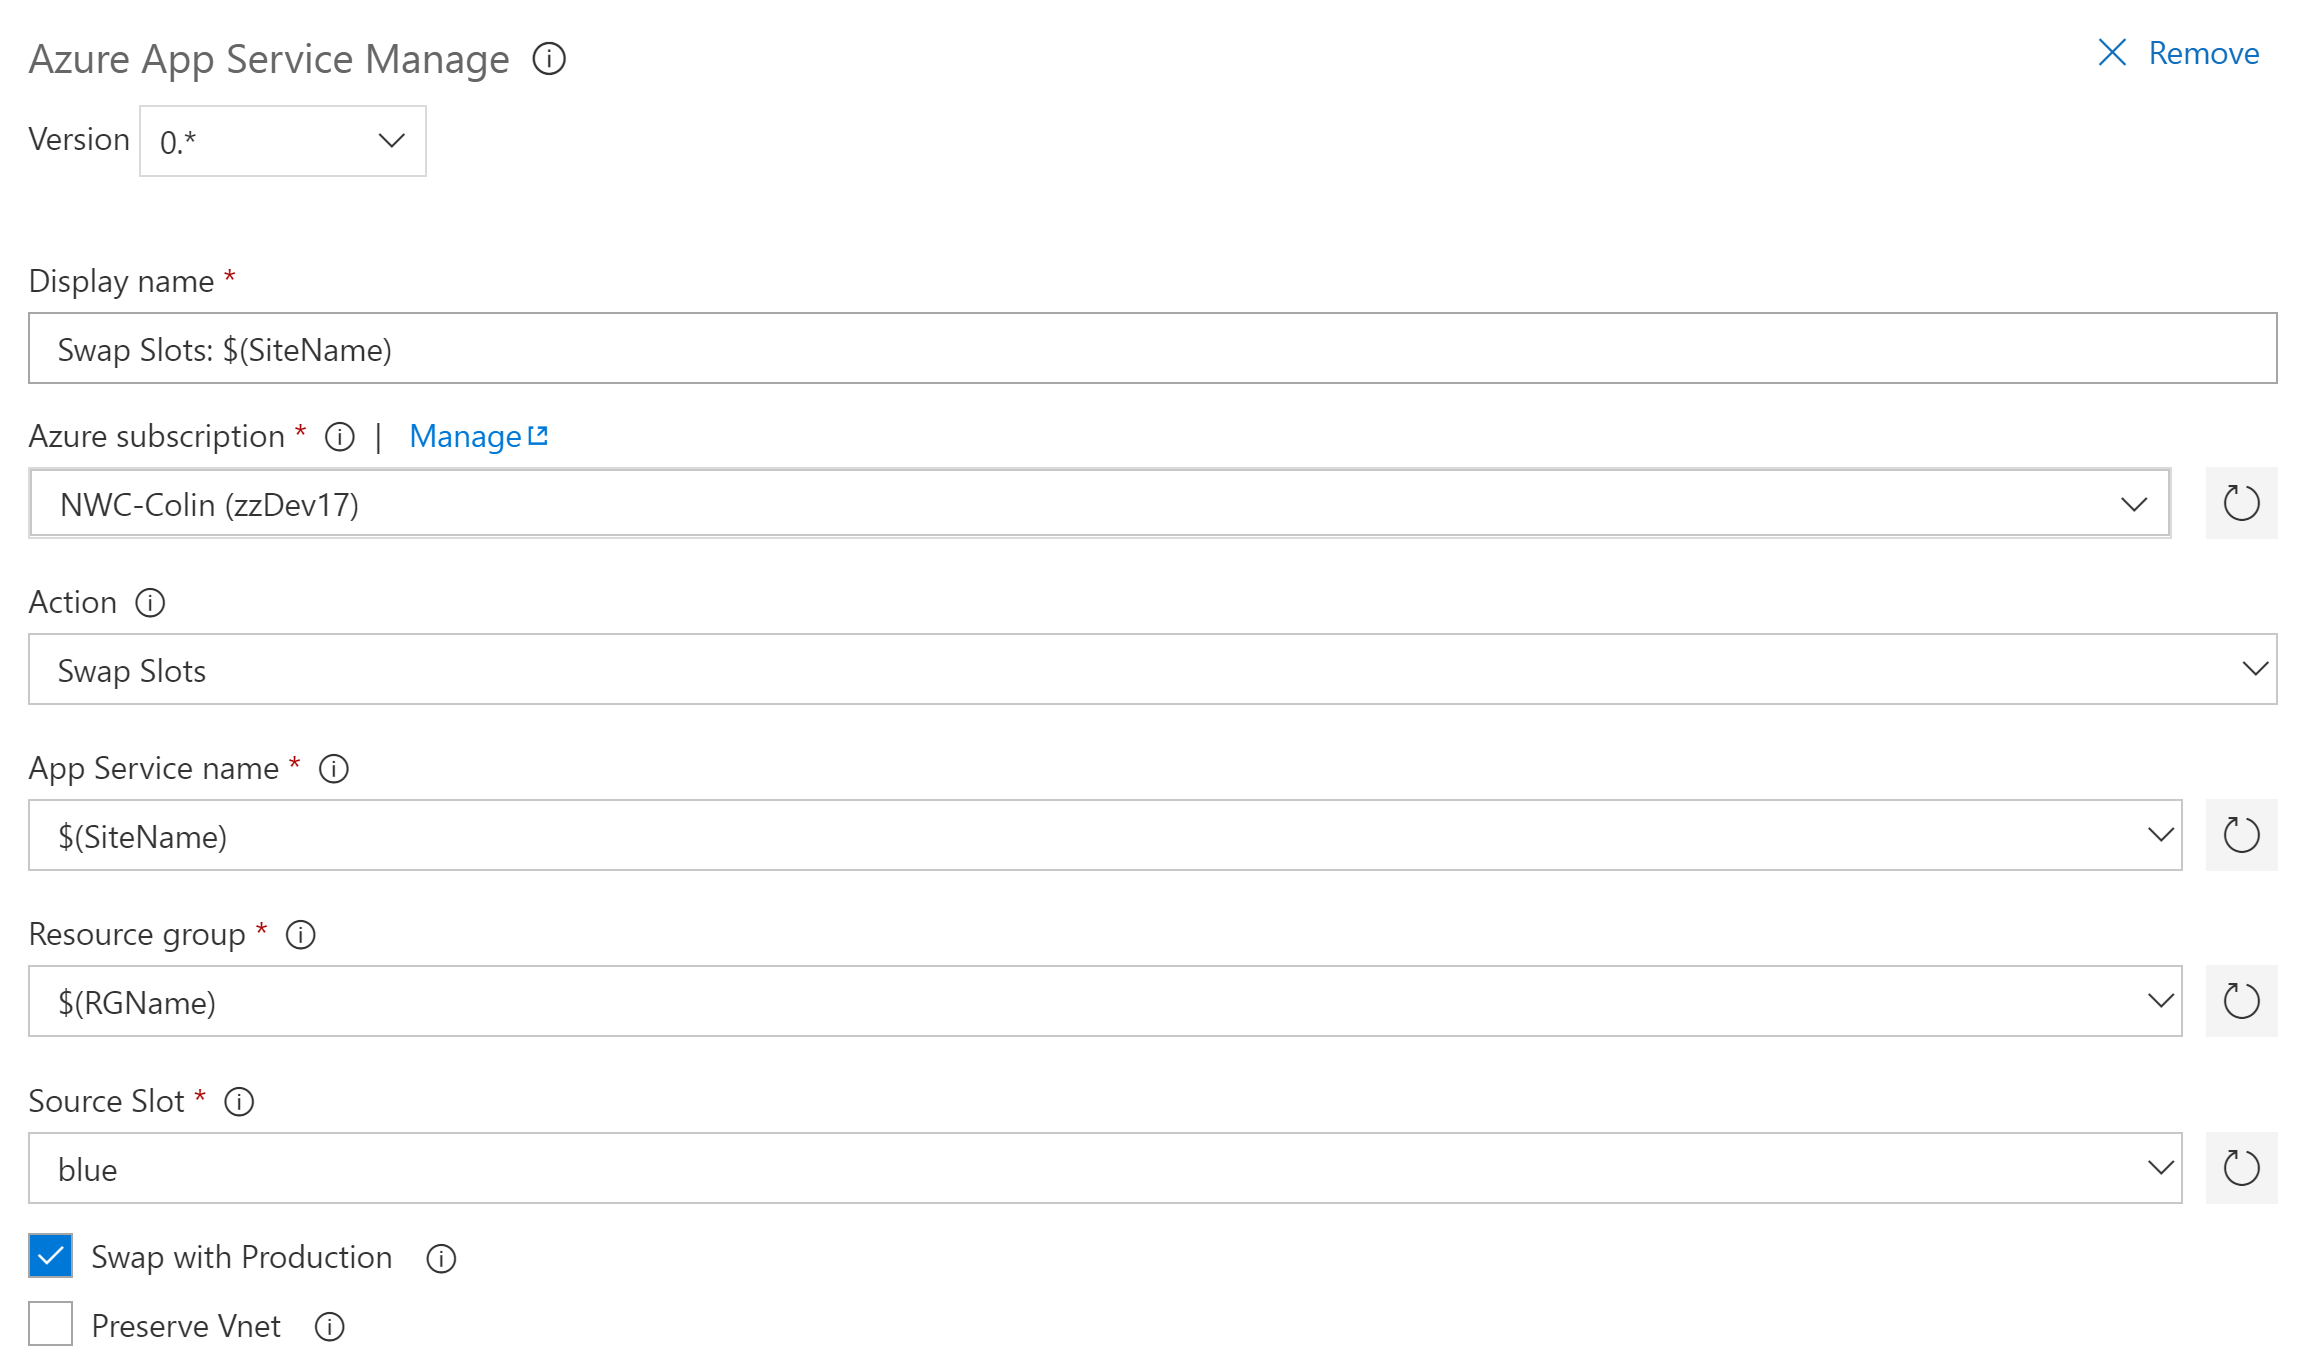 Azure App Service Manage
Remove
Version 0.*
Display name *
Swap Slots: $(SiteName)
Azure subscription * | Manage
NWC-Colin (zzDev17)
Action
Swap Slots
App Service name *
$(SiteName)
Resource group *
$(RGName)
Source Slot *
blue
Swap with Production
Preserve Vnet